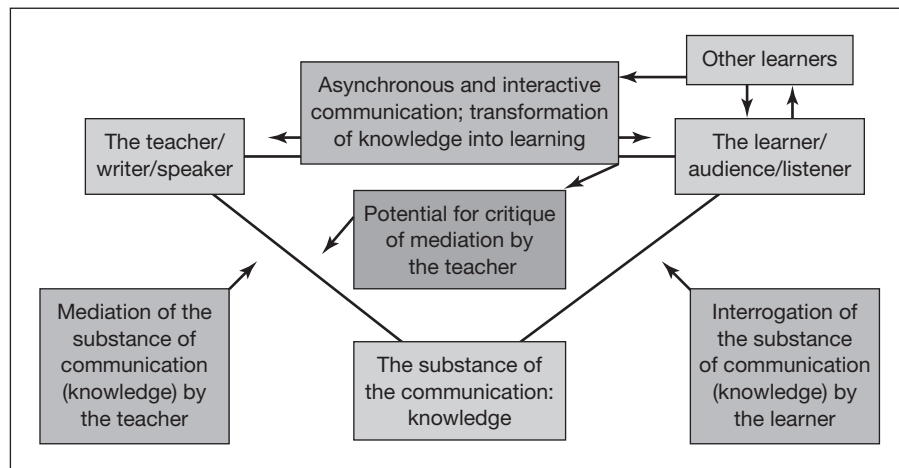 Other learners
Asynchronous and interactive
communication; transformation
of knowledge into learning
The teacher/
writer/speaker
The learner/
audience/listener
Potential for critique
of mediation by
the teacher
Mediation of the
substance of
communication
(knowledge) by
the teacher
The substance of
the communication:
knowledge
Interrogation of
the substance
of communication
(knowledge) by
the learner